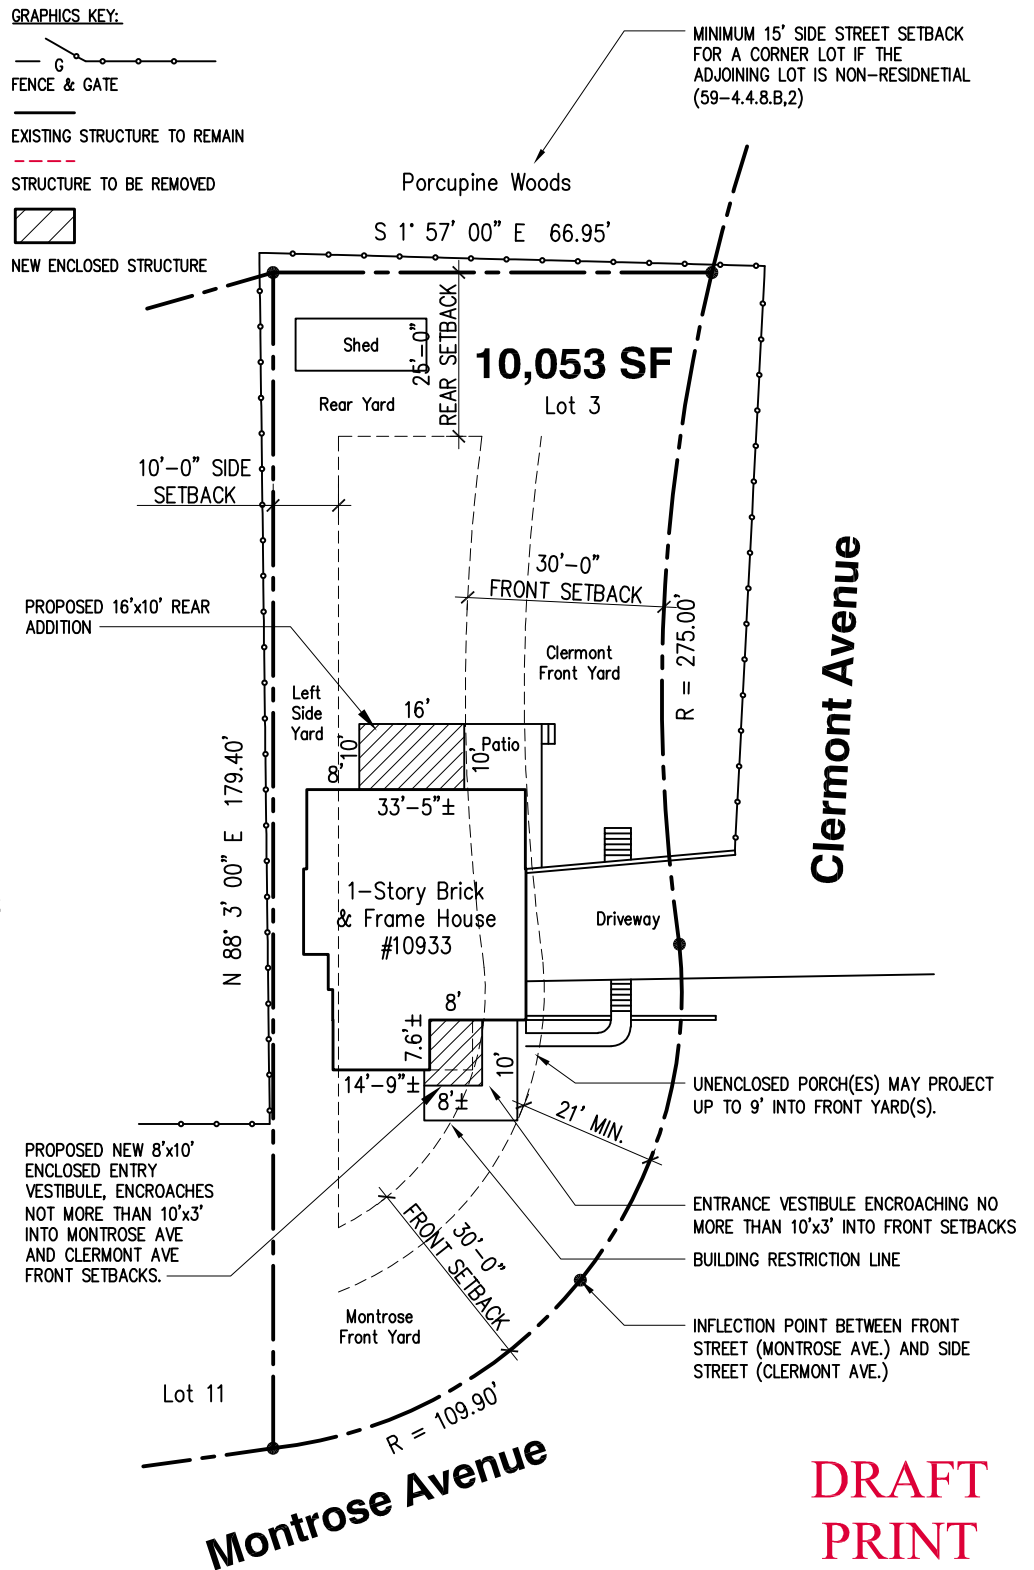 GRAPHICS KEY:
G
FENCE & GATE
EXISTING STRUCTURE TO REMAIN
STRUCTURE TO BE REMOVED
NEW ENCLOSED STRUCTURE
MINIMUM 15' SIDE STREET SETBACK
FOR A CORNER LOT IF THE
ADJOINING LOT IS NON-RESIDNETIAL
(59-4.4.8.B,2)
Porcupine Woods
S 1° 57' 00" E 66.95'
Shed
25'-0"
REAR SETBACK
10,053 SF
Lot 3
Rear Yard
10'-0" SIDE
SETBACK
30'-0"
FRONT SETBACK
PROPOSED 16'x10' REAR
ADDITION
Clermont
Front Yard
R = 275.00'
Clermont Avenue
Left
Side
Yard
16'
10'
10'
Patio
8'
33'-5"±
N 88° 3' 00" E 179.40'
1-Story Brick
& Frame House
#10933
Driveway
8'
7.6'±
10'
14'-9"±
8'±
21' MIN.
UNENCLOSED PORCH(ES) MAY PROJECT
UP TO 9' INTO FRONT YARD(S).
PROPOSED NEW 8'x10'
ENCLOSED ENTRY
VESTIBULE, ENCROACHES
NOT MORE THAN 10'x3'
INTO MONTROSE AVE
AND CLERMONT AVE
FRONT SETBACKS.
ENTRANCE VESTIBULE ENCROACHING NO
MORE THAN 10'x3' INTO FRONT SETBACKS
BUILDING RESTRICTION LINE
30'-0"
FRONT SETBACK
Montrose
Front Yard
INFLECTION POINT BETWEEN FRONT
STREET (MONTROSE AVE.) AND SIDE
STREET (CLERMONT AVE.)
Lot 11
R = 109.90'
Montrose Avenue
DRAFT
PRINT